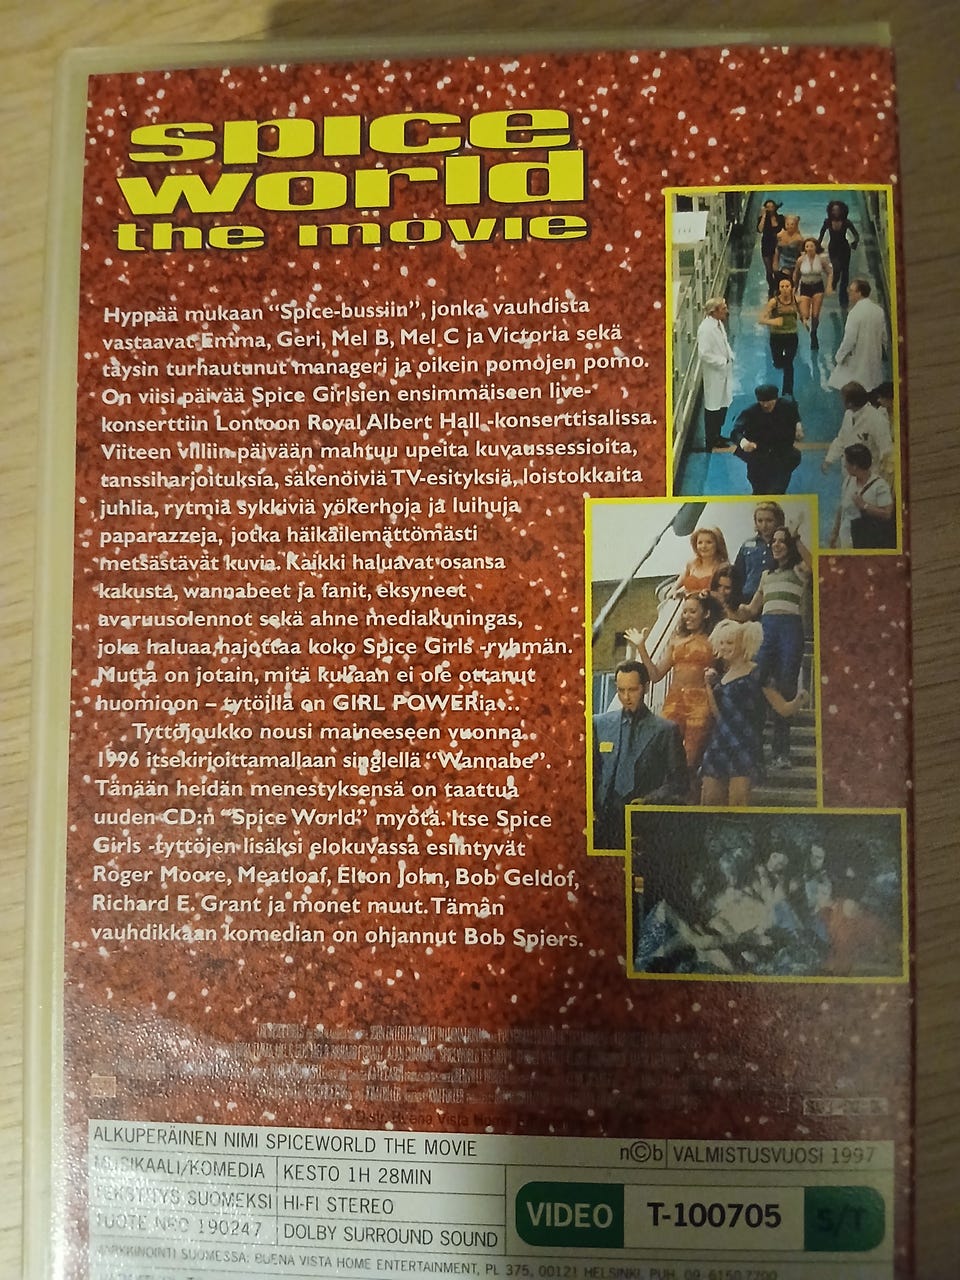 spice
world
the movie
Hyppää mukaan “Spice-bussiin”, jonka vauhdista
vastaavat Emma, Geri, Mel B, Mel C ja Victoria sekä
täysin turhautunut manageri ja oikein pomojen pomo.
On viisi päivää Spice Girlsien ensimmäiseen live-
konserttiin Lontoon Royal Albert Hall -konserttisalissa.
Viiteen villiin päivään mahtuu upeita kuvaussessioita,
tanssiharjoituksia, säkenöiviä TV-esityksiä, loistokkaita
juhlia, rytmiä sykkiviä yökerhoja ja luihuja
paparazzeja, jotka häikäilemättömästi
metsästävät kuvia. Kaikki haluavat osansa
kakusta, wannabeet ja fanit, eksyneet
avaruusolennot sekä ahne mediakuningas,
joka haluaa hajottaa koko Spice Girls -ryhmän.
Mutta on jotain, mitä kukaan ei ole ottanut
huomioon – tytöillä on GIRL POWERia...
Tyttöjoukko nousi maineeseen vuonna
1996 itsekirjoittamallaan singlellä “Wannabe”.
Tänään heidän menestyksensä on taattua
uuden CD:n “Spice World” myötä. Itse Spice
Girls -tyttöjen lisäksi elokuvassa esiintyvät
Roger Moore, Meatloaf, Elton John, Bob Geldof,
Richard E. Grant ja monet muut. Tämän
vauhdikkaan komedian on ohjannut Bob Spiers.
Buena Vista
ALKUPERÄINEN NIMI SPICEWORLD THE MOVIE
n©b VALMISTUSVUOSI 1997
MUSIKAALI/KOMEDIA KESTO 1H 28MIN
TEKSTITYS SUOMEKSI HI-FI STEREO
TUOTE NRO 190247 DOLBY SURROUND SOUND
VIDEO T-100705 S/T
MARKKINOINTI SUOMESSA: BUENA VISTA HOME ENTERTAINMENT, PL 375, 00121 HELSINKI, PUH.